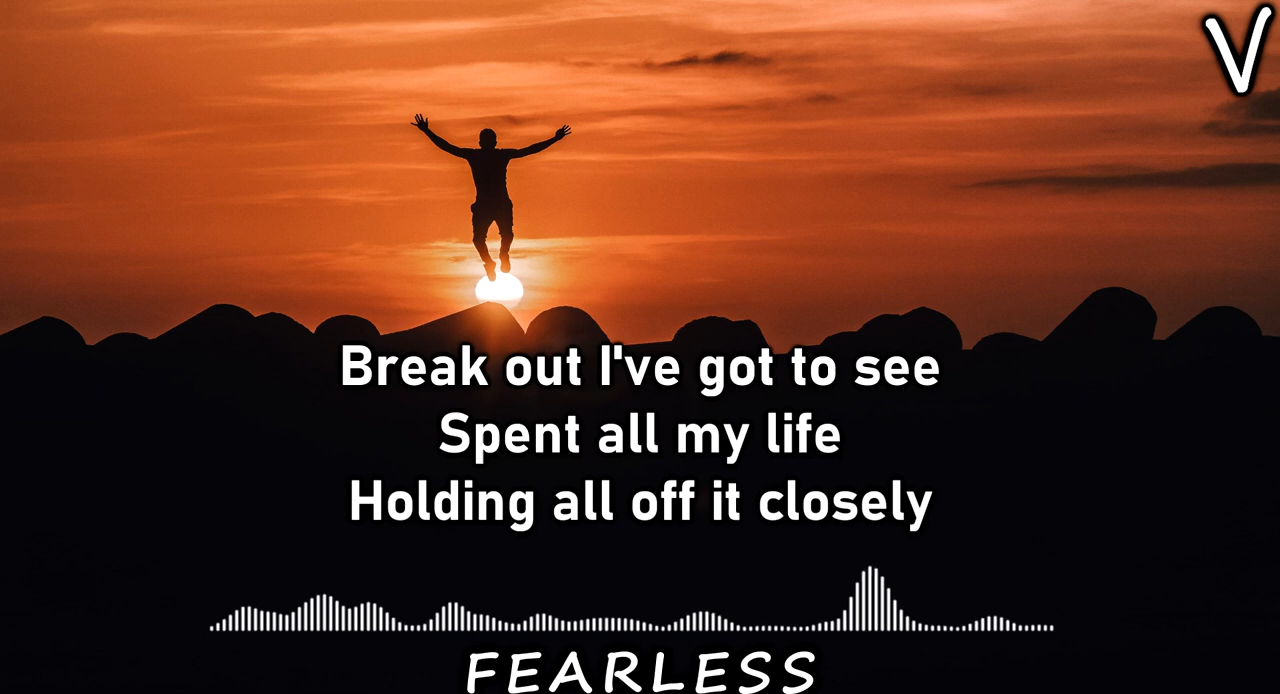 V
Break out I've got to see
Spent all my life
Holding all off it closely
FEARLESS